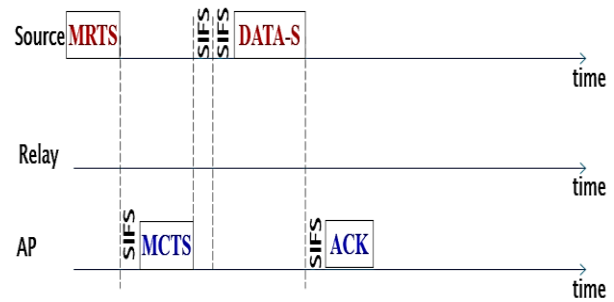 Source MRTS SIFS SIFS DATA-S
time
Relay
time
AP SIFS MCTS SIFS ACK
time